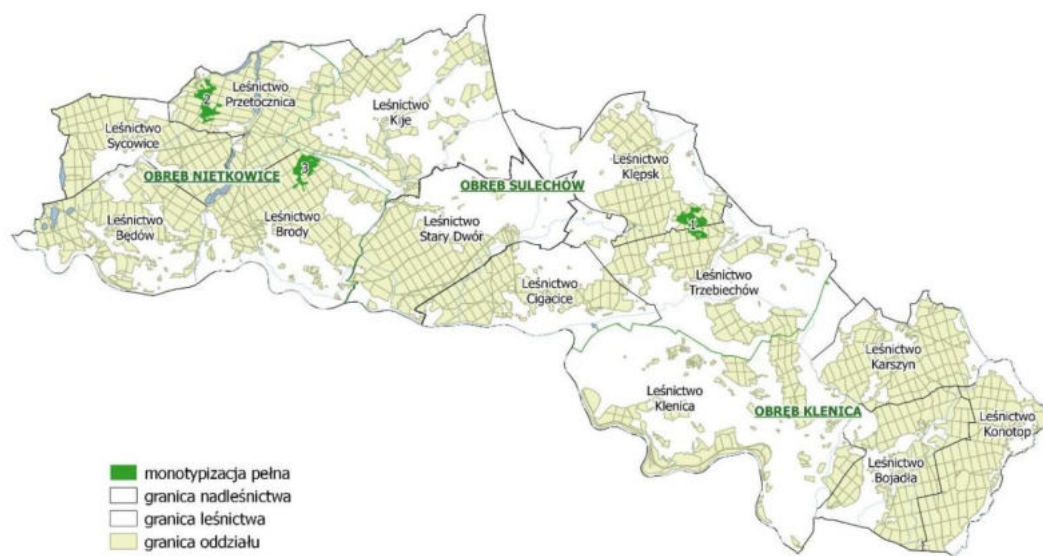 Leśnictwo
Przetocznica
2
Leśnictwo
Kije
Leśnictwo
Sycowice
OBRĘB NIETKOWICE
3
OBRĘB SULECHÓW
Leśnictwo
Klępsk
1
Leśnictwo
Będów
Leśnictwo
Brody
Leśnictwo
Stary Dwór
Leśnictwo
Cigacice
Leśnictwo
Trzebiechów
Leśnictwo
Karszyn
Leśnictwo
Klenica
OBRĘB KLENICA
Leśnictwo
Konotop
Leśnictwo
Bojadła
monotypizacja pełna
granica nadleśnictwa
granica leśnictwa
granica oddziału